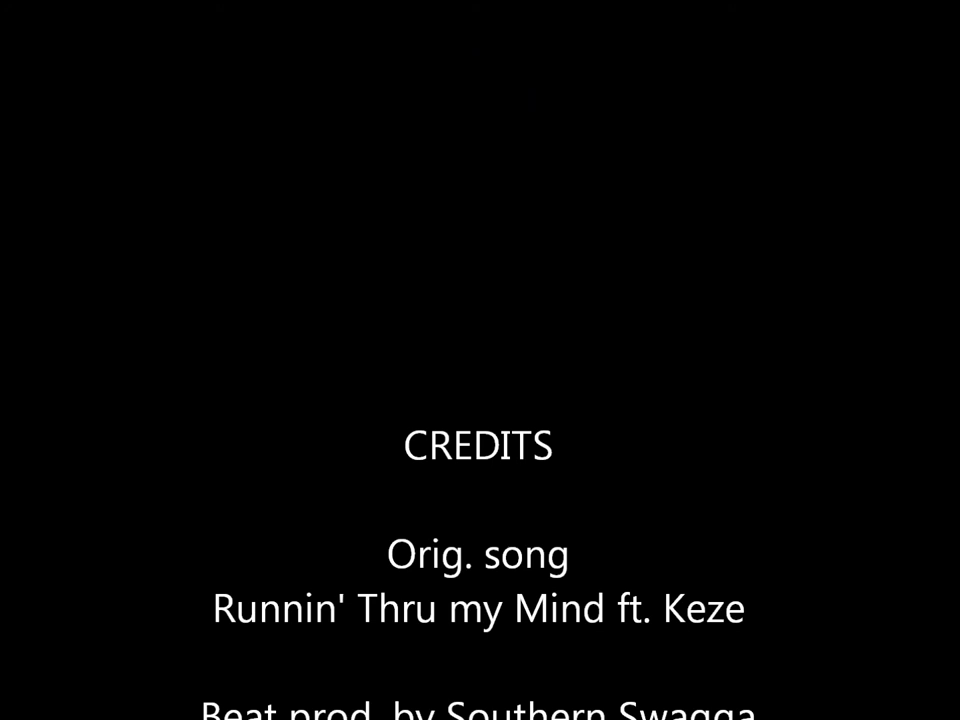 CREDITS
Orig. song
Runnin' Thru my Mind ft. Keze
Beat prod. by Southern Swagga